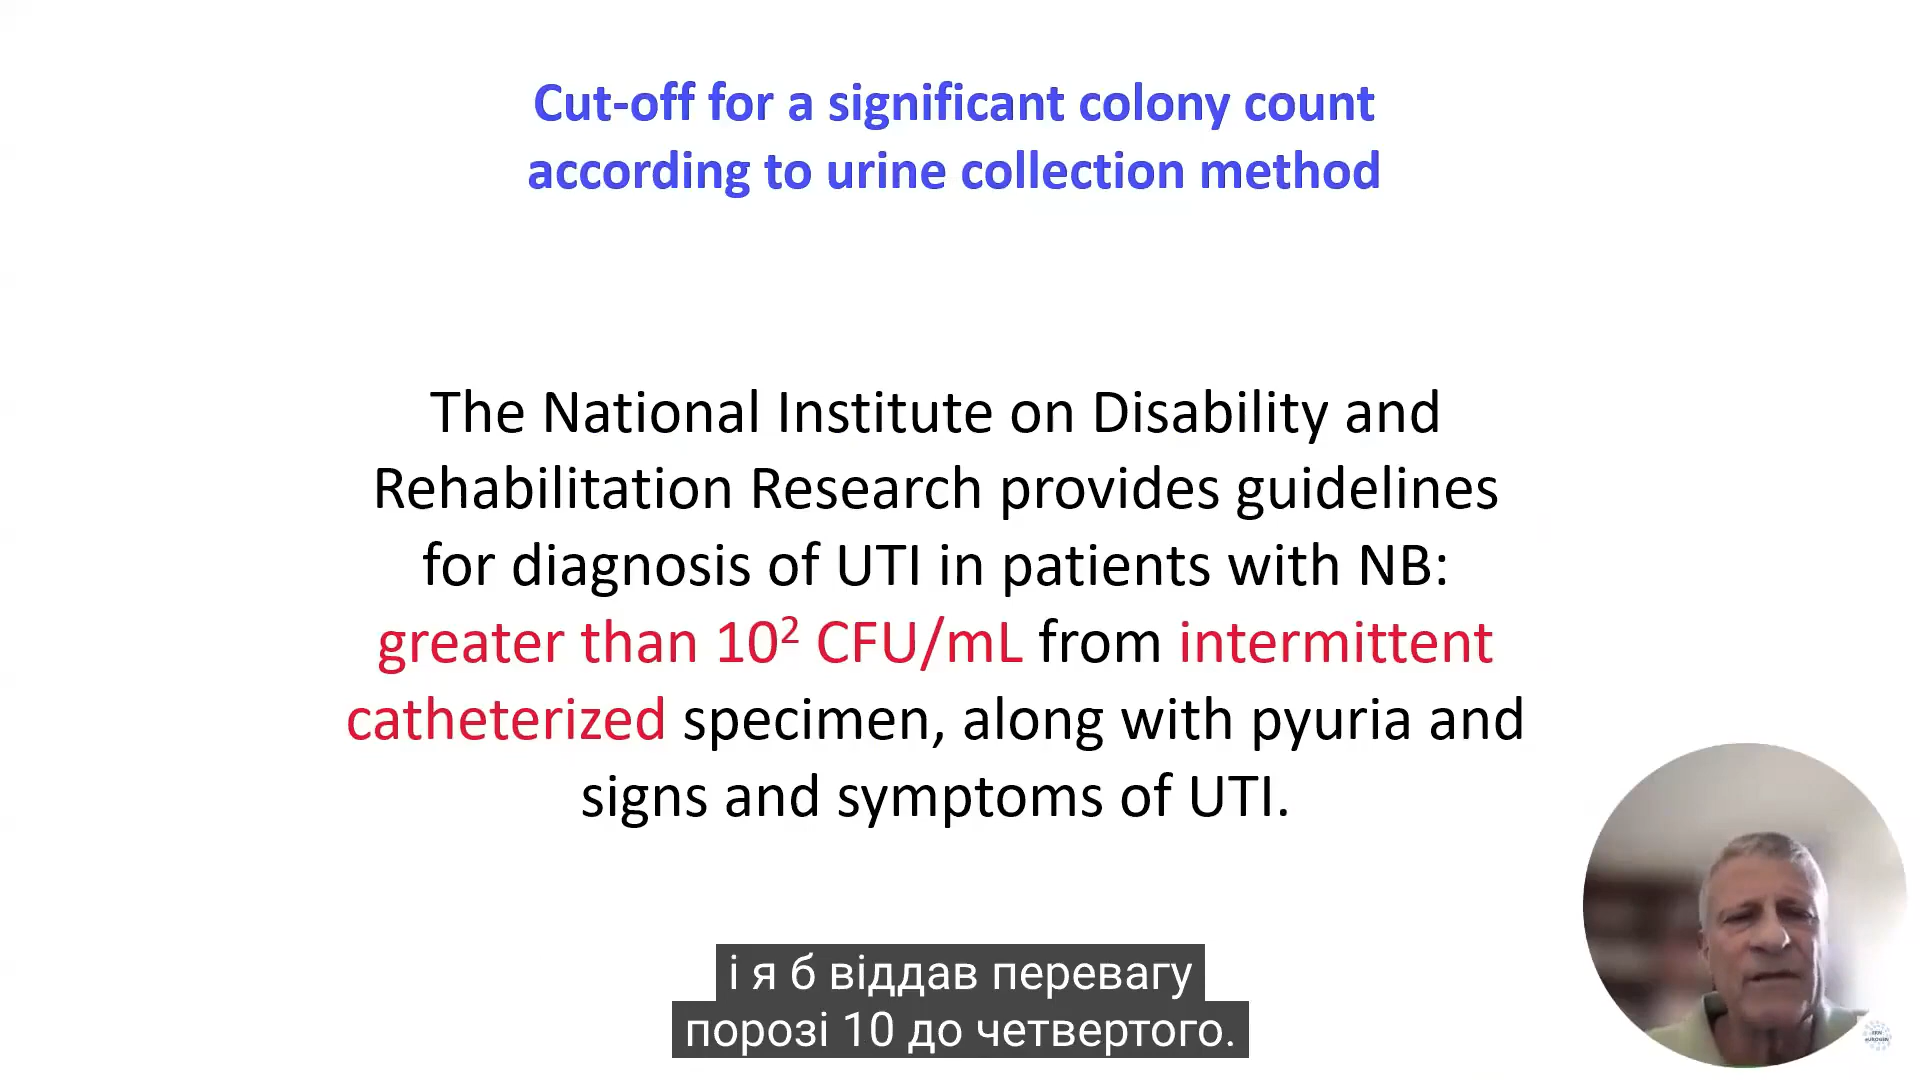 Cut-off for a significant colony count
according to urine collection method
The National Institute on Disability and
Rehabilitation Research provides guidelines
for diagnosis of UTI in patients with NB:
greater than 10² CFU/mL from intermittent
catheterized specimen, along with pyuria and
signs and symptoms of UTI.
і я б віддав перевагу
порозі 10 до четвертого.
ERN
eUROGEN